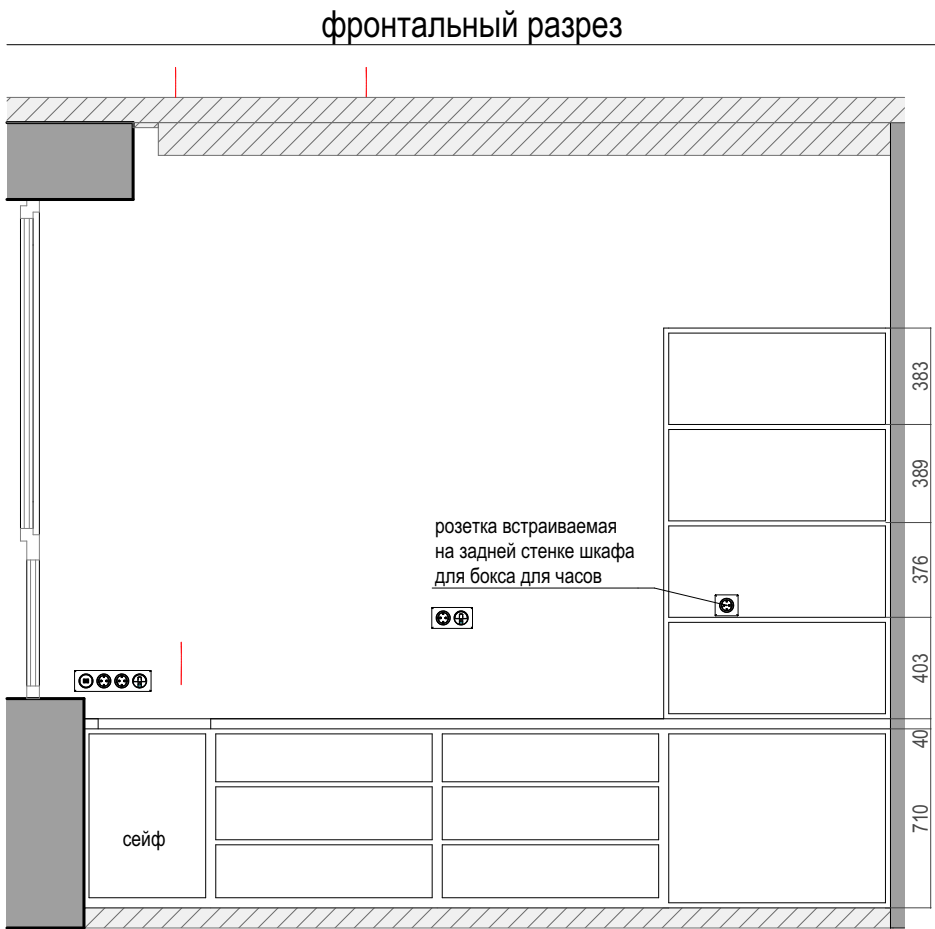 фронтальный разрез
383
389
розетка встраиваемая
на задней стенке шкафа
для бокса для часов
376
403
40
710
сейф